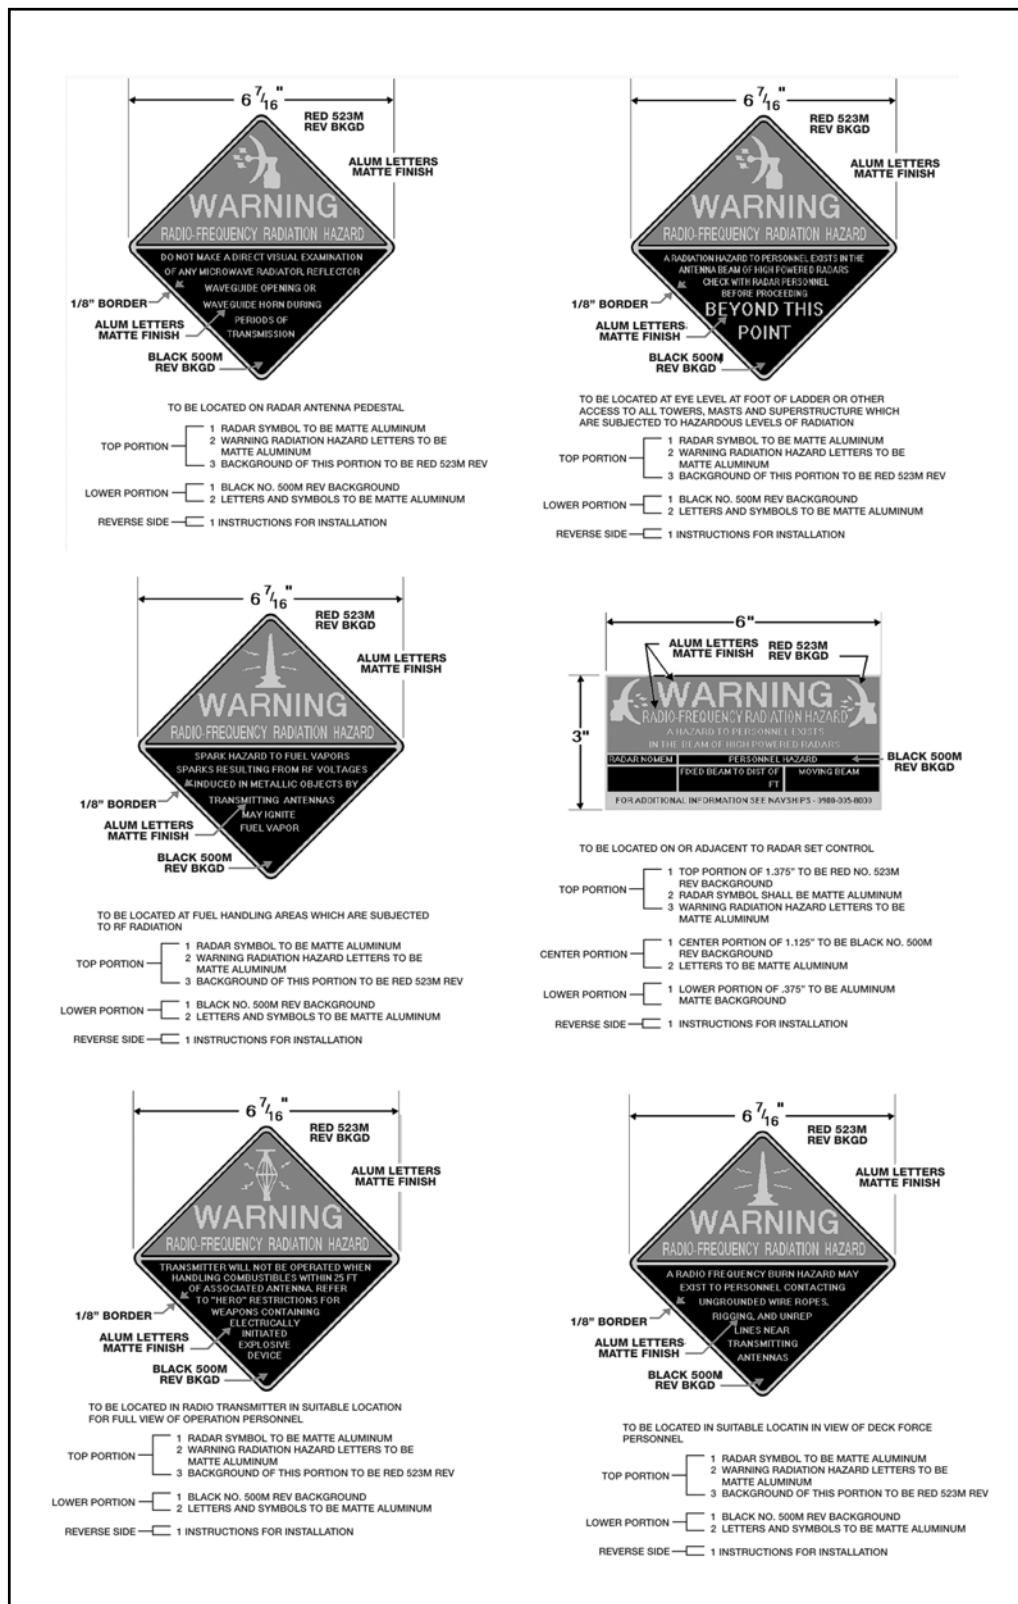 6 7/16"
RED 523M
REV BKGD
ALUM LETTERS
MATTE FINISH
WARNING
RADIO-FREQUENCY RADIATION HAZARD
DO NOT MAKE A DIRECT VISUAL EXAMINATION
OF ANY MICROWAVE RADIATOR, REFLECTOR
WAVEGUIDE OPENING OR
WAVEGUIDE HORN DURING
PERIODS OF
TRANSMISSION
1/8" BORDER
ALUM LETTERS
MATTE FINISH
BLACK 500M
REV BKGD
TO BE LOCATED ON RADAR ANTENNA PEDESTAL
TOP PORTION
1 RADAR SYMBOL TO BE MATTE ALUMINUM
2 WARNING RADIATION HAZARD LETTERS TO BE
MATTE ALUMINUM
3 BACKGROUND OF THIS PORTION TO BE RED 523M REV
LOWER PORTION
1 BLACK NO. 500M REV BACKGROUND
2 LETTERS AND SYMBOLS TO BE MATTE ALUMINUM
REVERSE SIDE
1 INSTRUCTIONS FOR INSTALLATION
6 7/16"
RED 523M
REV BKGD
ALUM LETTERS
MATTE FINISH
WARNING
RADIO-FREQUENCY RADIATION HAZARD
A RADIATION HAZARD TO PERSONNEL EXISTS IN THE
ANTENNA BEAM OF HIGH POWERED RADARS
CHECK WITH RADAR PERSONNEL
BEFORE PROCEEDING
BEYOND THIS
POINT
1/8" BORDER
ALUM LETTERS
MATTE FINISH
BLACK 500M
REV BKGD
TO BE LOCATED AT EYE LEVEL AT FOOT OF LADDER OR OTHER
ACCESS TO ALL TOWERS, MASTS AND SUPERSTRUCTURE WHICH
ARE SUBJECTED TO HAZARDOUS LEVELS OF RADIATION
TOP PORTION
1 RADAR SYMBOL TO BE MATTE ALUMINUM
2 WARNING RADIATION HAZARD LETTERS TO BE
MATTE ALUMINUM
3 BACKGROUND OF THIS PORTION TO BE RED 523M REV
LOWER PORTION
1 BLACK NO. 500M REV BACKGROUND
2 LETTERS AND SYMBOLS TO BE MATTE ALUMINUM
REVERSE SIDE
1 INSTRUCTIONS FOR INSTALLATION
6 7/16"
RED 523M
REV BKGD
ALUM LETTERS
MATTE FINISH
WARNING
RADIO-FREQUENCY RADIATION HAZARD
SPARK HAZARD TO FUEL VAPORS
SPARKS RESULTING FROM RF VOLTAGES
INDUCED IN METALLIC OBJECTS BY
TRANSMITTING ANTENNAS
MAY IGNITE
FUEL VAPOR
1/8" BORDER
ALUM LETTERS
MATTE FINISH
BLACK 500M
REV BKGD
TO BE LOCATED AT FUEL HANDLING AREAS WHICH ARE SUBJECTED
TO RF RADIATION
TOP PORTION
1 RADAR SYMBOL TO BE MATTE ALUMINUM
2 WARNING RADIATION HAZARD LETTERS TO BE
MATTE ALUMINUM
3 BACKGROUND OF THIS PORTION TO BE RED 523M REV
LOWER PORTION
1 BLACK NO. 500M REV BACKGROUND
2 LETTERS AND SYMBOLS TO BE MATTE ALUMINUM
REVERSE SIDE
1 INSTRUCTIONS FOR INSTALLATION
6"
ALUM LETTERS
MATTE FINISH
RED 523M
REV BKGD
3"
WARNING
RADIO-FREQUENCY RADIATION HAZARD
A HAZARD TO PERSONNEL EXISTS
IN THE BEAM OF HIGH POWERED RADARS
RADAR NOMEM PERSONNEL HAZARD
FIXED BEAM TO DIST OF MOVING BEAM
FT
FOR ADDITIONAL INFORMATION SEE NAVSHIPS - 0900-005-8000
BLACK 500M
REV BKGD
TO BE LOCATED ON OR ADJACENT TO RADAR SET CONTROL
TOP PORTION
1 TOP PORTION OF 1.375" TO BE RED NO. 523M
REV BACKGROUND
2 RADAR SYMBOL SHALL BE MATTE ALUMINUM
3 WARNING RADIATION HAZARD LETTERS TO BE
MATTE ALUMINUM
CENTER PORTION
1 CENTER PORTION OF 1.125" TO BE BLACK NO. 500M
REV BACKGROUND
2 LETTERS TO BE MATTE ALUMINUM
LOWER PORTION
1 LOWER PORTION OF .375" TO BE ALUMINUM
MATTE BACKGROUND
REVERSE SIDE
1 INSTRUCTIONS FOR INSTALLATION
6 7/16"
RED 523M
REV BKGD
ALUM LETTERS
MATTE FINISH
WARNING
RADIO-FREQUENCY RADIATION HAZARD
TRANSMITTER WILL NOT BE OPERATED WHEN
HANDLING COMBUSTIBLES WITHIN 25 FT
OF ASSOCIATED ANTENNA. REFER
TO "HERO" RESTRICTIONS FOR
WEAPONS CONTAINING
ELECTRICALLY
INITIATED
EXPLOSIVE
DEVICE
1/8" BORDER
ALUM LETTERS
MATTE FINISH
BLACK 500M
REV BKGD
TO BE LOCATED IN RADIO TRANSMITTER IN SUITABLE LOCATION
FOR FULL VIEW OF OPERATION PERSONNEL
TOP PORTION
1 RADAR SYMBOL TO BE MATTE ALUMINUM
2 WARNING RADIATION HAZARD LETTERS TO BE
MATTE ALUMINUM
3 BACKGROUND OF THIS PORTION TO BE RED 523M REV
LOWER PORTION
1 BLACK NO. 500M REV BACKGROUND
2 LETTERS AND SYMBOLS TO BE MATTE ALUMINUM
REVERSE SIDE
1 INSTRUCTIONS FOR INSTALLATION
6 7/16"
RED 523M
REV BKGD
ALUM LETTERS
MATTE FINISH
WARNING
RADIO-FREQUENCY RADIATION HAZARD
A RADIO FREQUENCY BURN HAZARD MAY
EXIST TO PERSONNEL CONTACTING
UNGROUNDED WIRE ROPES,
RIGGING, AND UNREP
LINES NEAR
TRANSMITTING
ANTENNAS
1/8" BORDER
ALUM LETTERS
MATTE FINISH
BLACK 500M
REV BKGD
TO BE LOCATED IN SUITABLE LOCATIN IN VIEW OF DECK FORCE
PERSONNEL
TOP PORTION
1 RADAR SYMBOL TO BE MATTE ALUMINUM
2 WARNING RADIATION HAZARD LETTERS TO BE
MATTE ALUMINUM
3 BACKGROUND OF THIS PORTION TO BE RED 523M REV
LOWER PORTION
1 BLACK NO. 500M REV BACKGROUND
2 LETTERS AND SYMBOLS TO BE MATTE ALUMINUM
REVERSE SIDE
1 INSTRUCTIONS FOR INSTALLATION